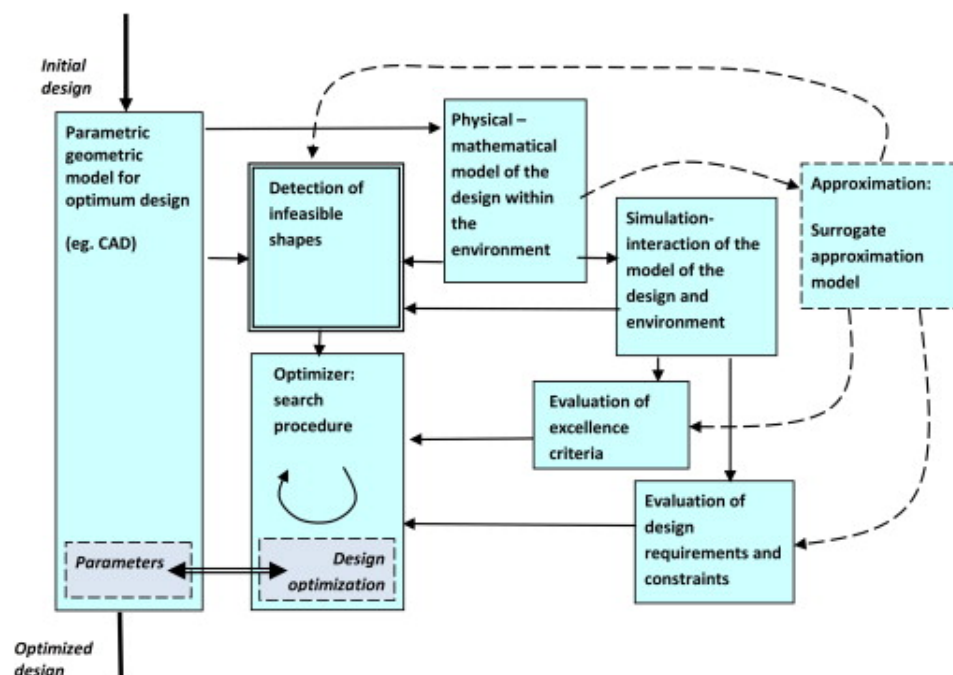 Initial
design
Parametric
geometric
model for
optimum design
(eg. CAD)
Detection of
infeasible
shapes
Physical –
mathematical
model of the
design within
the
environment
Simulation-
interaction of the
model of the
design and
environment
Approximation:
Surrogate
approximation
model
Optimizer:
search
procedure
Evaluation of
excellence
criteria
Evaluation of
design
requirements and
constraints
Parameters
Design
optimization
Optimized
design